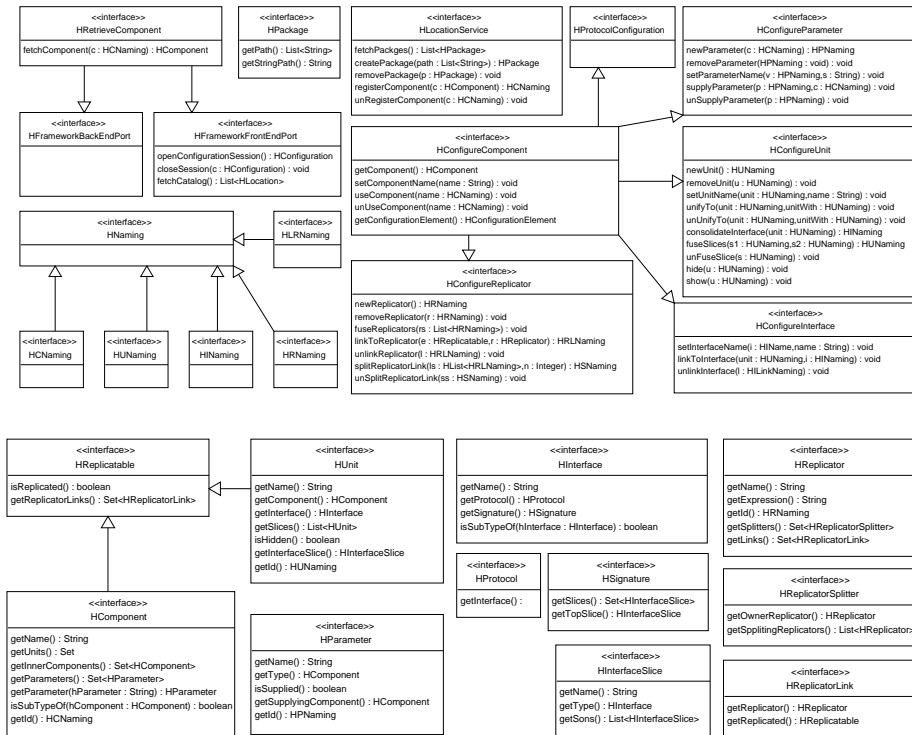 <<interface>>
HRetrieveComponent
fetchComponent(c : HCNaming) : HComponent
<<interface>>
HPackage
getPath() : List<String>
getStringPath() : String
<<interface>>
HLocationService
fetchPackges() : List<HPackage>
createPackage(path : List<String>) : HPackage
removePackage(p : HPackage) : void
registerComponent(c : HComponent) : HCNaming
unRegisterComponent(c : HCNaming) : void
<<interface>>
HProtocolConfiguration
<<interface>>
HConfigureParameter
newParameter(c : HCNaming) : HPNaming
removeParameter(HPNaming : void) : void
setParameterName(v : HPNaming,s : String) : void
supplyParameter(p : HPNaming,c : HCNaming) : void
unSupplyParameter(p : HPNaming) : void
<<interface>>
HFrameworkBackEndPort
<<interface>>
HFrameworkFrontEndPort
openConfigurationSession() : HConfiguration
closeSession(c : HConfiguration) : void
fetchCatalog() : List<HLocation>
<<interface>>
HConfigureComponent
getComponent() : HComponent
setComponentName(name : String) : void
useComponent(name : HCNaming) : void
unUseComponent(name : HCNaming) : void
getConfigurationElement() : HConfigurationElement
<<interface>>
HConfigureUnit
newUnit() : HUNaming
removeUnit(u : HUNaming) : void
setUnitName(unit : HUNaming,name : String) : void
unifyTo(unit : HUNaming,unitWith : HUNaming) : void
unUnifyTo(unit : HUNaming,unitWith : HUNaming) : void
consolidateInterface(unit : HUNaming) : HINaming
fuseSlices(s1 : HUNaming,s2 : HUNaming) : HUNaming
unFuseSlice(s : HUNaming) : void
hide(u : HUNaming) : void
show(u : HUNaming) : void
<<interface>>
HNaming
<<interface>>
HLRNaming
<<interface>>
HCNaming
<<interface>>
HUNaming
<<interface>>
HINaming
<<interface>>
HRNaming
<<interface>>
HConfigureReplicator
newReplicator() : HRNaming
removeReplicator(r : HRNaming) : void
fuseReplicators(rs : List<HRNaming>) : void
linkToReplicator(e : HReplicatable,r : HReplicator) : HRLNaming
unlinkReplicator(l : HRLNaming) : void
splitReplicatorLink(ls : HList<HRLNaming>,n : Integer) : HSNaming
unSplitReplicatorLink(ss : HSNaming) : void
<<interface>>
HConfigureInterface
setInterfaceName(i : HIName,name : String) : void
linkToInterface(unit : HUNaming,i : HINaming) : void
unlinkInterface(l : HILinkNaming) : void
<<interface>>
HReplicatable
isReplicated() : boolean
getReplicatorLinks() : Set<HReplicatorLink>
<<interface>>
HUnit
getName() : String
getComponent() : HComponent
getInterface() : HInterface
getSlices() : List<HUnit>
isHidden() : boolean
getInterfaceSlice() : HInterfaceSlice
getId() : HUNaming
<<interface>>
HInterface
getName() : String
getProtocol() : HProtocol
getSignature() : HSignature
isSubTypeOf(hInterface : HInterface) : boolean
<<interface>>
HReplicator
getName() : String
getExpression() : String
getId() : HRNaming
getSplitters() : Set<HReplicatorSplitter>
getLinks() : Set<HReplicatorLink>
<<interface>>
HProtocol
getInterface() :
<<interface>>
HSignature
getSlices() : Set<HInterfaceSlice>
getTopSlice() : HInterfaceSlice
<<interface>>
HReplicatorSplitter
getOwnerReplicator() : HReplicator
getSpplitingReplicators() : List<HReplicator>
<<interface>>
HComponent
getName() : String
getUnits() : Set
getInnerComponents() : Set<HComponent>
getParameters() : Set<HParameter>
getParameter(hParameter : String) : HParameter
isSubTypeOf(hComponent : HComponent) : boolean
getId() : HCNaming
<<interface>>
HParameter
getName() : String
getType() : HComponent
isSupplied() : boolean
getSupplyingComponent() : HComponent
getId() : HPNaming
<<interface>>
HInterfaceSlice
getName() : String
getType() : HInterface
getSons() : List<HInterfaceSlice>
<<interface>>
HReplicatorLink
getReplicator() : HReplicator
getReplicated() : HReplicatable